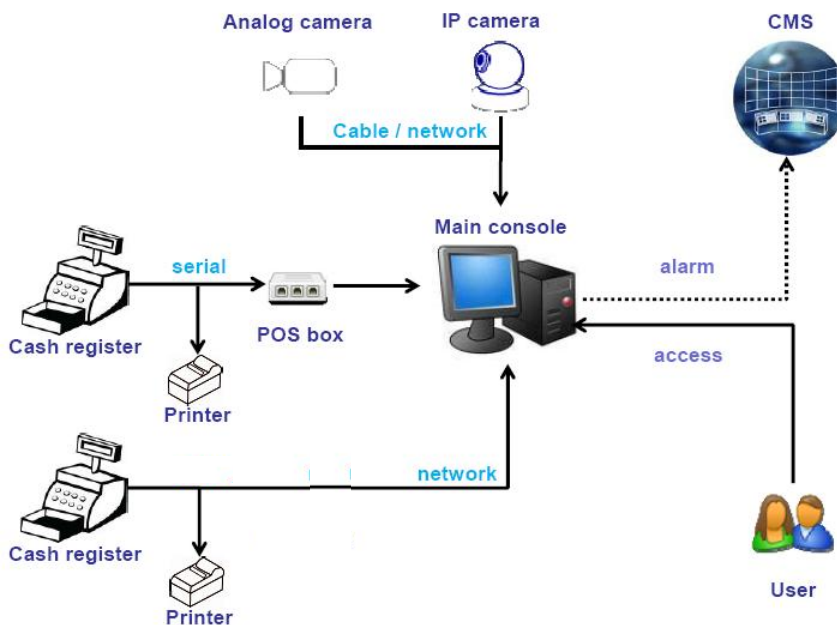 Analog camera
IP camera
CMS
Cable / network
Main console
serial
alarm
Cash register
POS box
access
Printer
network
Cash register
User
Printer